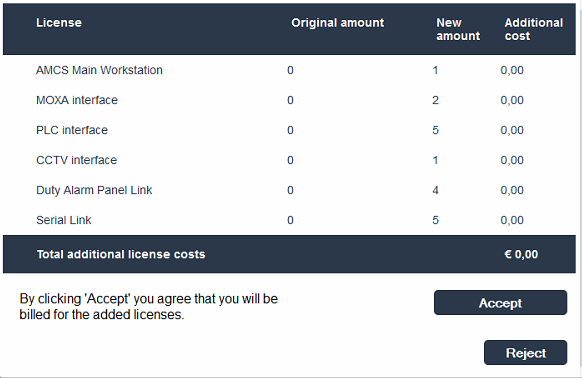 License Original amount New amount Additional cost
AMCS Main Workstation 0 1 0,00
MOXA interface 0 2 0,00
PLC interface 0 5 0,00
CCTV interface 0 1 0,00
Duty Alarm Panel Link 0 4 0,00
Serial Link 0 5 0,00
Total additional license costs € 0,00
By clicking 'Accept' you agree that you will be
billed for the added licenses.
Accept
Reject